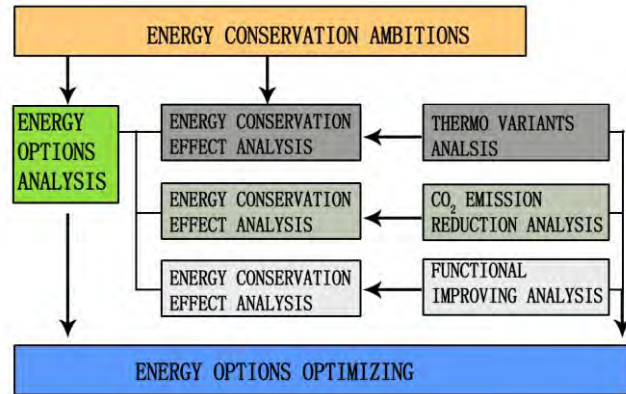 ENERGY CONSERVATION AMBITIONS
ENERGY
OPTIONS
ANALYSIS
ENERGY CONSERVATION
EFFECT ANALYSIS
THERMO VARIANTS
ANALSIS
ENERGY CONSERVATION
EFFECT ANALYSIS
CO₂ EMISSION
REDUCTION ANALYSIS
ENERGY CONSERVATION
EFFECT ANALYSIS
FUNCTIONAL
IMPROVING ANALYSIS
ENERGY OPTIONS OPTIMIZING